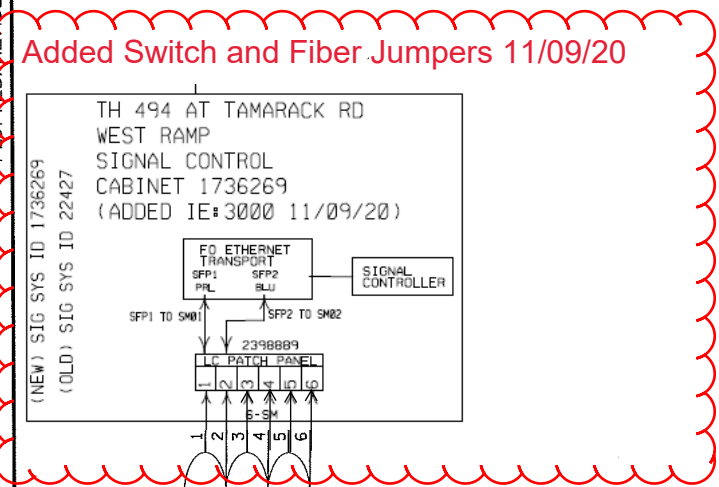 Added Switch and Fiber Jumpers 11/09/20
TH 494 AT TAMARACK RD
WEST RAMP
SIGNAL CONTROL
CABINET 1736269
(ADDED IE:3000 11/09/20)
(NEW) SIG SYS ID 1736269
(OLD) SIG SYS ID 22427
FO ETHERNET
TRANSPORT
SFP1 SFP2
PRL BLU
SIGNAL
CONTROLLER
SFP1 TO SM01 SFP2 TO SM02
2398889
LC PATCH PANEL
1 2 3 4 5 6
6-SM
1 2 3 4 5 6